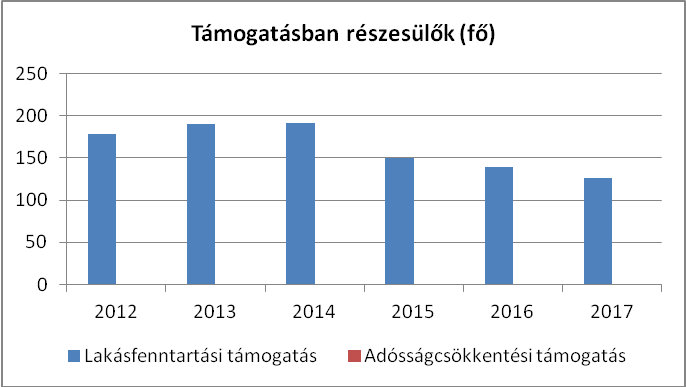 Támogatásban részesülők (fő)
250
200
150
100
50
0
2012 2013 2014 2015 2016 2017
Lakásfenntartási támogatás Adósságcsökkentési támogatás